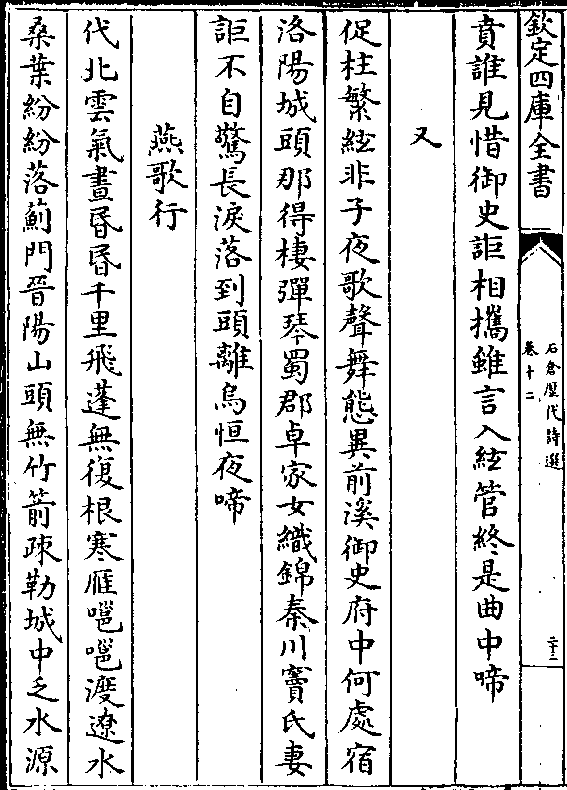 欽定四庫全書
石倉歷代詩選
卷十二
二十三
賁誰見惜御史詎相攜雖言入絃管終是曲中啼
又
促柱繁絃非子夜歌聲舞態異前溪御史府中何處宿
洛陽城頭那得棲彈琴蜀郡卓家女織錦秦川竇氏妻
詎不自驚長淚落到頭離烏恒夜啼
燕歌行
代北雲氣晝昏昏千里飛蓬無復根寒雁嗈嗈渡遼水
桑葉紛紛落薊門晉陽山頭無竹箭疎勒城中乏水源